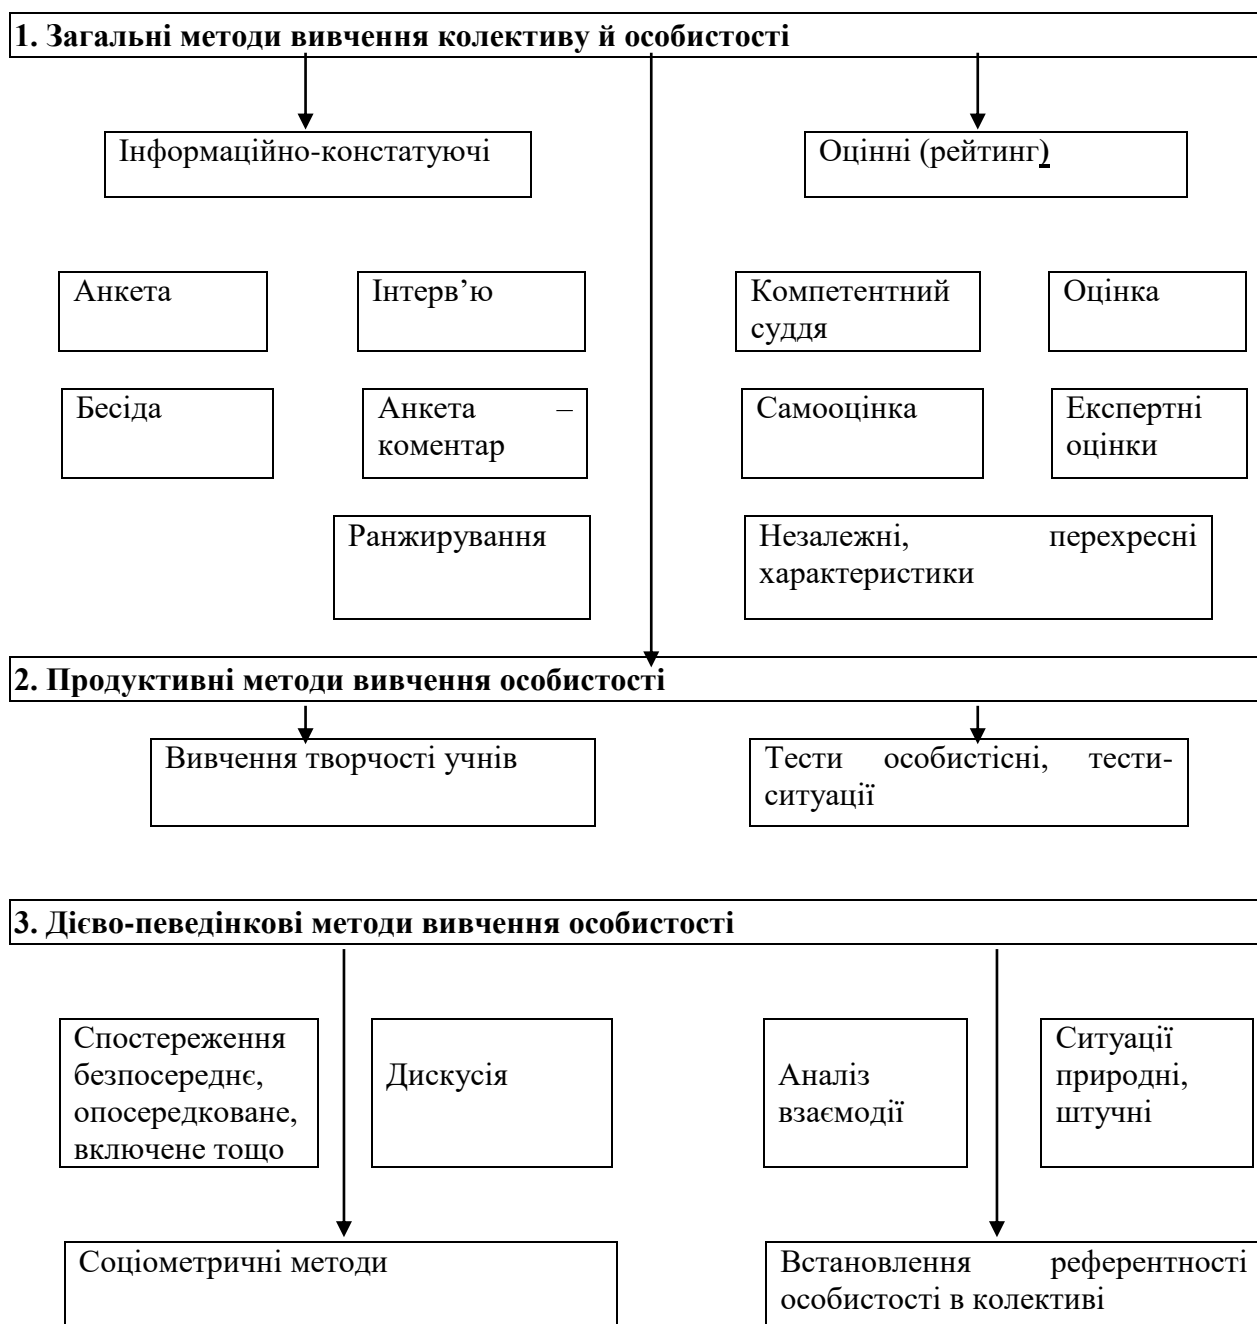 1. Загальні методи вивчення колективу й особистості
Інформаційно-констатуючі
Оцінні (рейтинг)
Анкета
Інтерв’ю
Компетентний
суддя
Оцінка
Бесіда
Анкета –
коментар
Самооцінка
Експертні
оцінки
Ранжирування
Незалежні, перехресні
характеристики
2. Продуктивні методи вивчення особистості
Вивчення творчості учнів
Тести особистісні, тести-
ситуації
3. Дієво-певедінкові методи вивчення особистості
Спостереження
безпосереднє,
опосередковане,
включене тощо
Дискусія
Аналіз
взаємодії
Ситуації
природні,
штучні
Соціометричні методи
Встановлення референтності
особистості в колективі